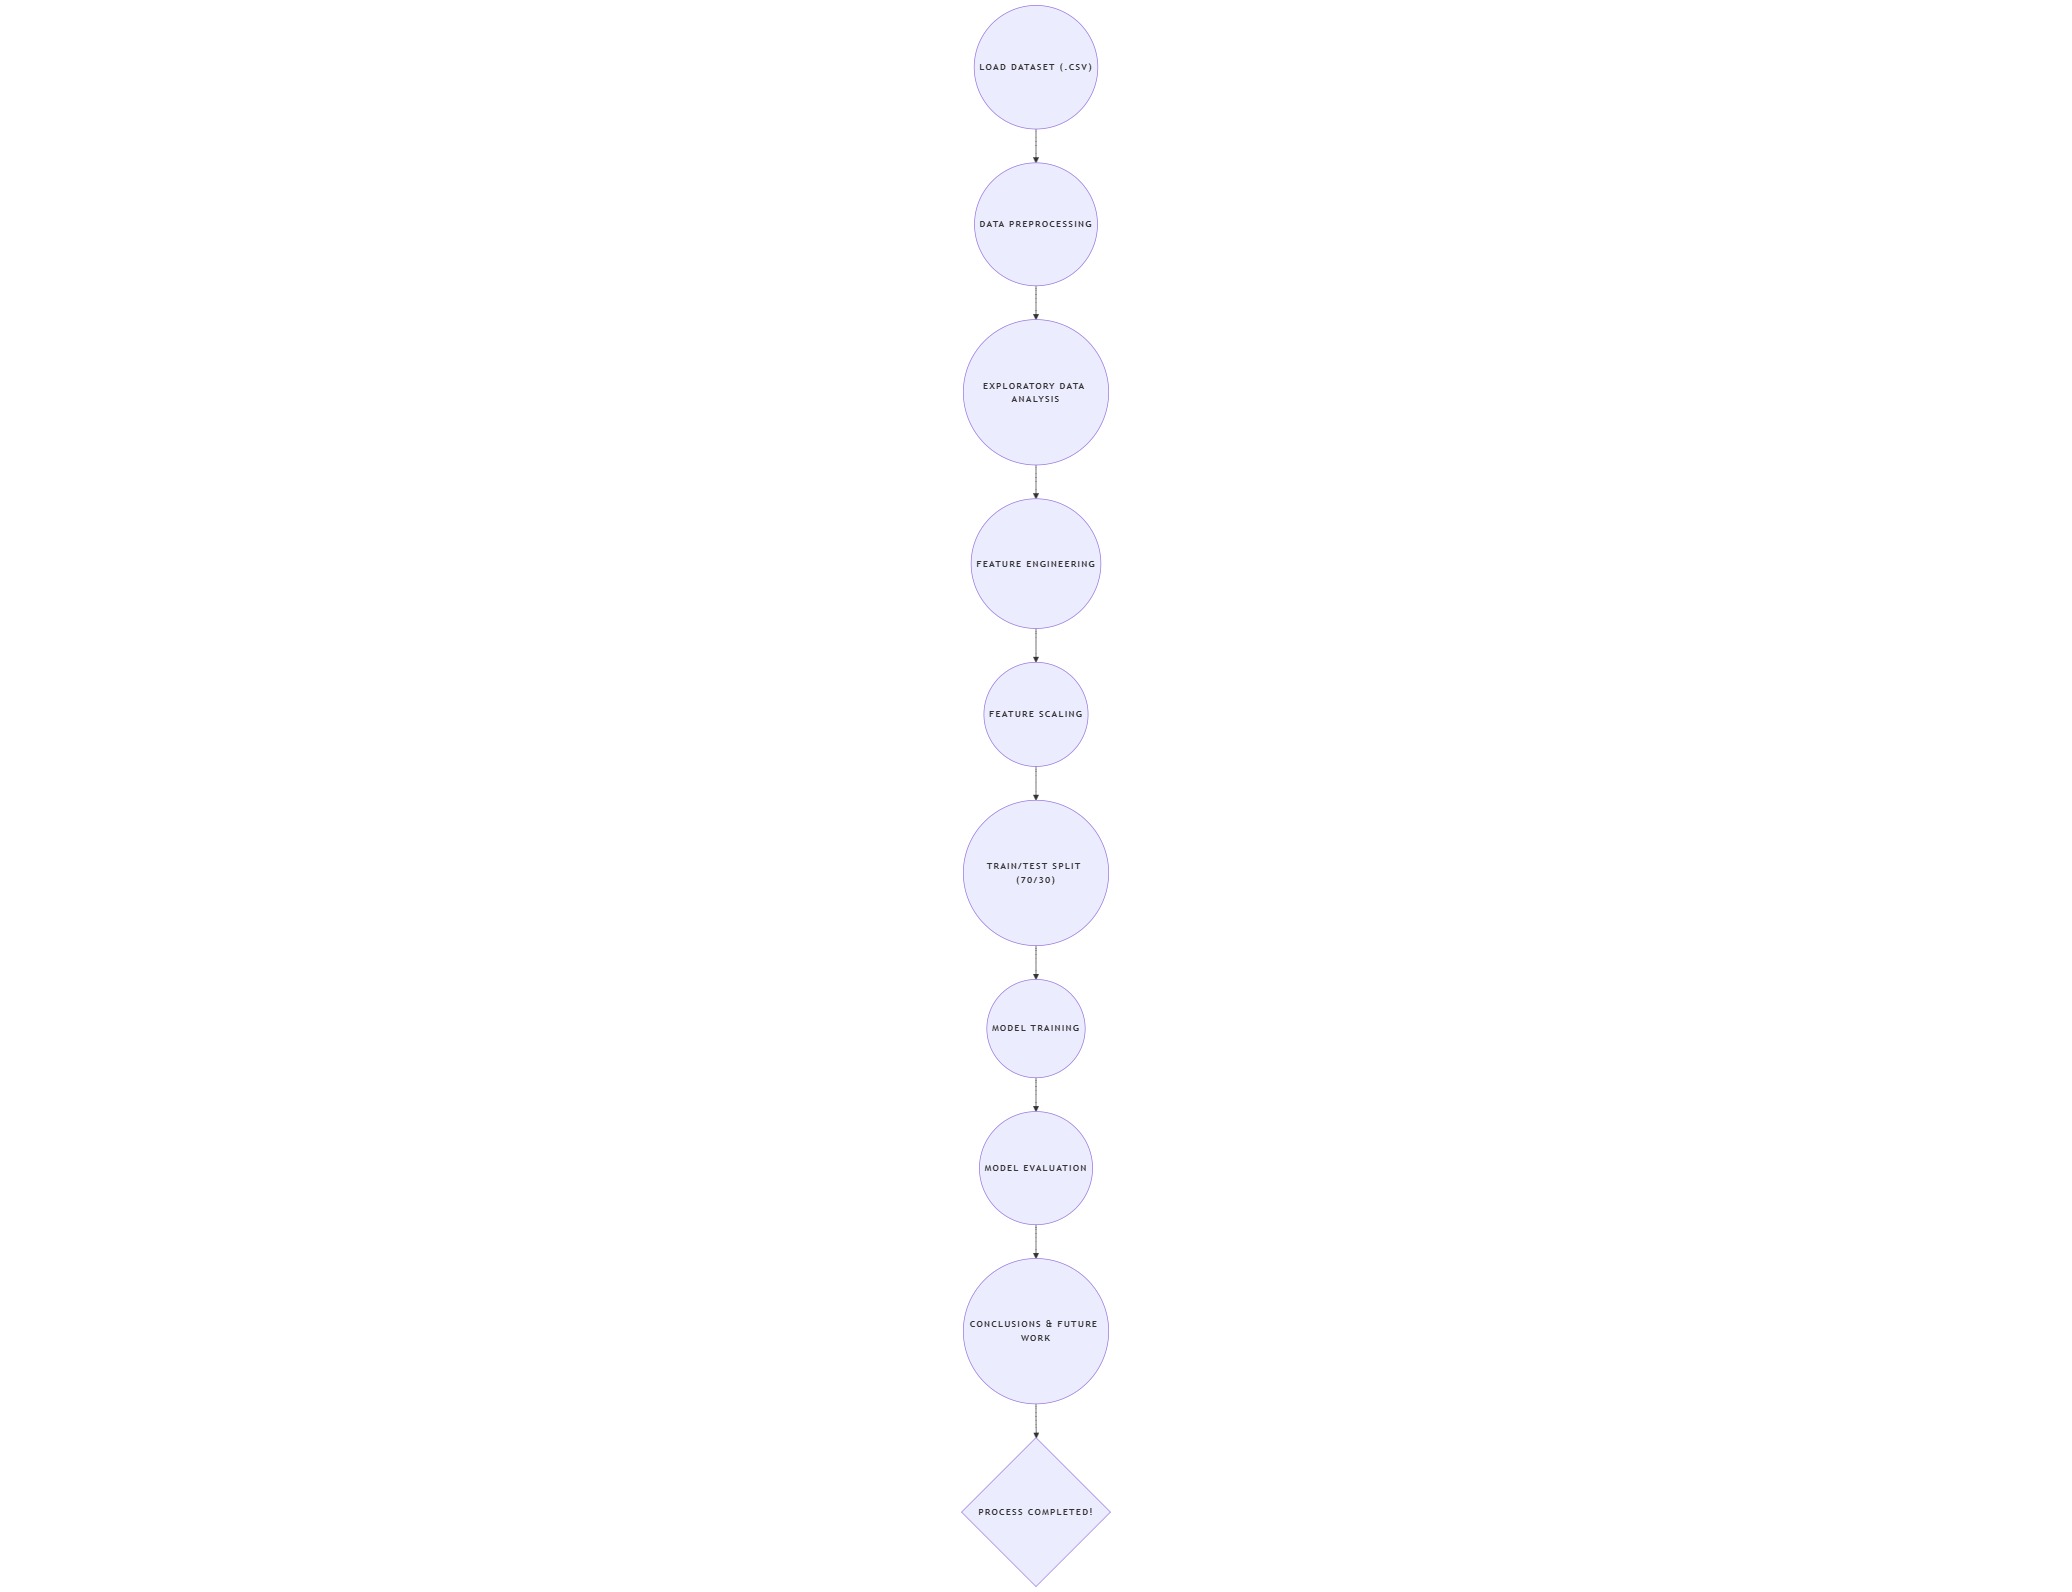 LOAD DATASET (.CSV)
DATA PREPROCESSING
EXPLORATORY DATA
ANALYSIS
FEATURE ENGINEERING
FEATURE SCALING
TRAIN/TEST SPLIT
(70/30)
MODEL TRAINING
MODEL EVALUATION
CONCLUSIONS & FUTURE
WORK
PROCESS COMPLETED!